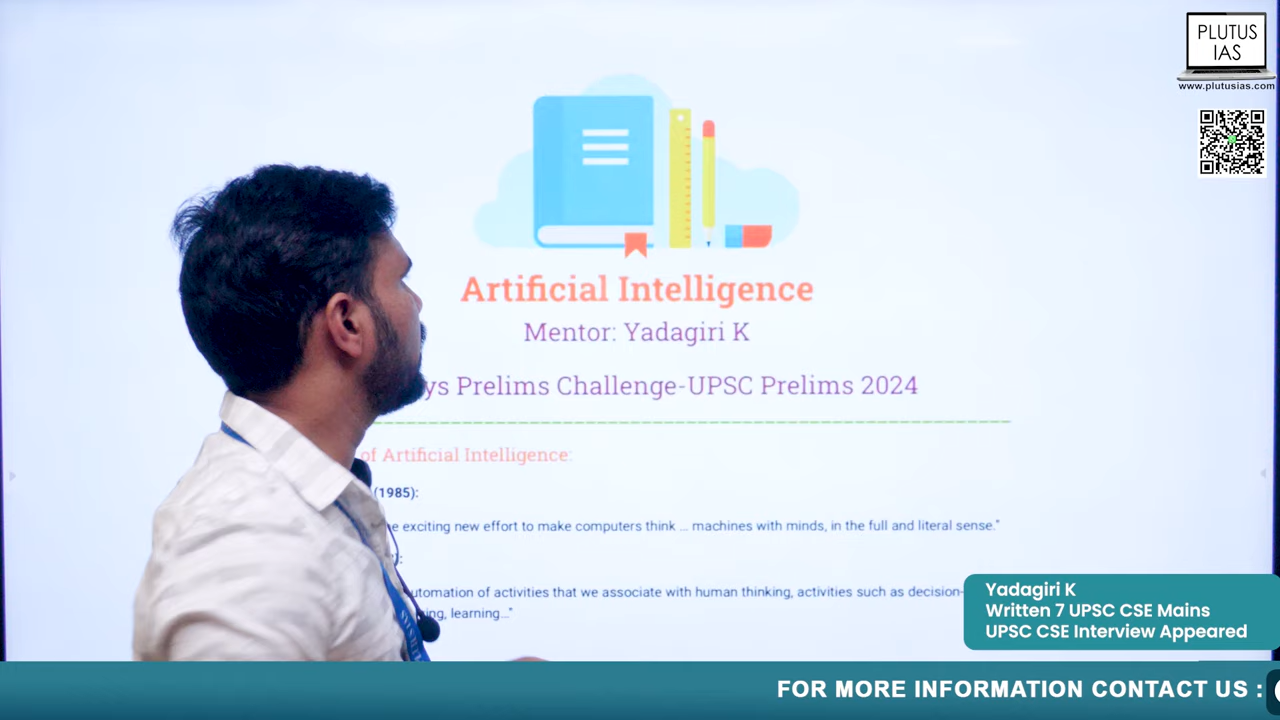 PLUTUS
IAS
www.plutusias.com
Artificial Intelligence
Mentor: Yadagiri K
Prelims Challenge-UPSC Prelims 2024
of Artificial Intelligence:
(1985):
exciting new effort to make computers think ... machines with minds, in the full and literal sense."
of activities that we associate with human thinking, activities such as decision-
learning..."
Yadagiri K
Written 7 UPSC CSE Mains
UPSC CSE Interview Appeared
FOR MORE INFORMATION CONTACT US :